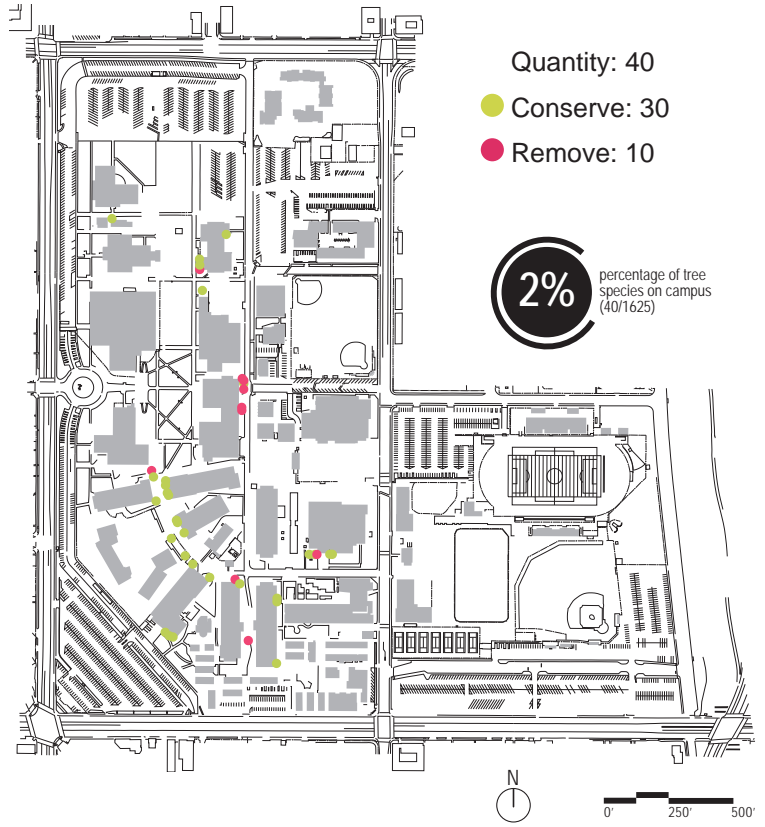 Quantity: 40
Conserve: 30
Remove: 10
2%
percentage of tree
species on campus
(40/1625)
N
0' 250' 500'